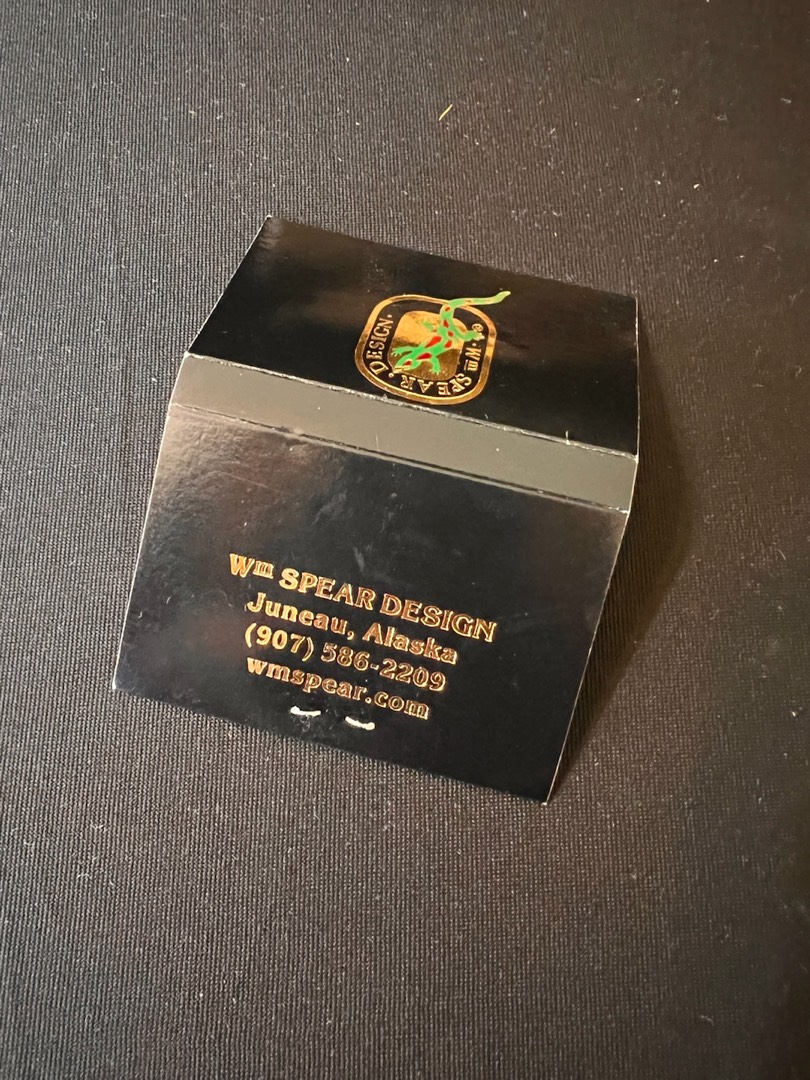 Wm SPEAR DESIGN
Wm SPEAR DESIGN
Juneau, Alaska
(907) 586-2209
wmspear.com